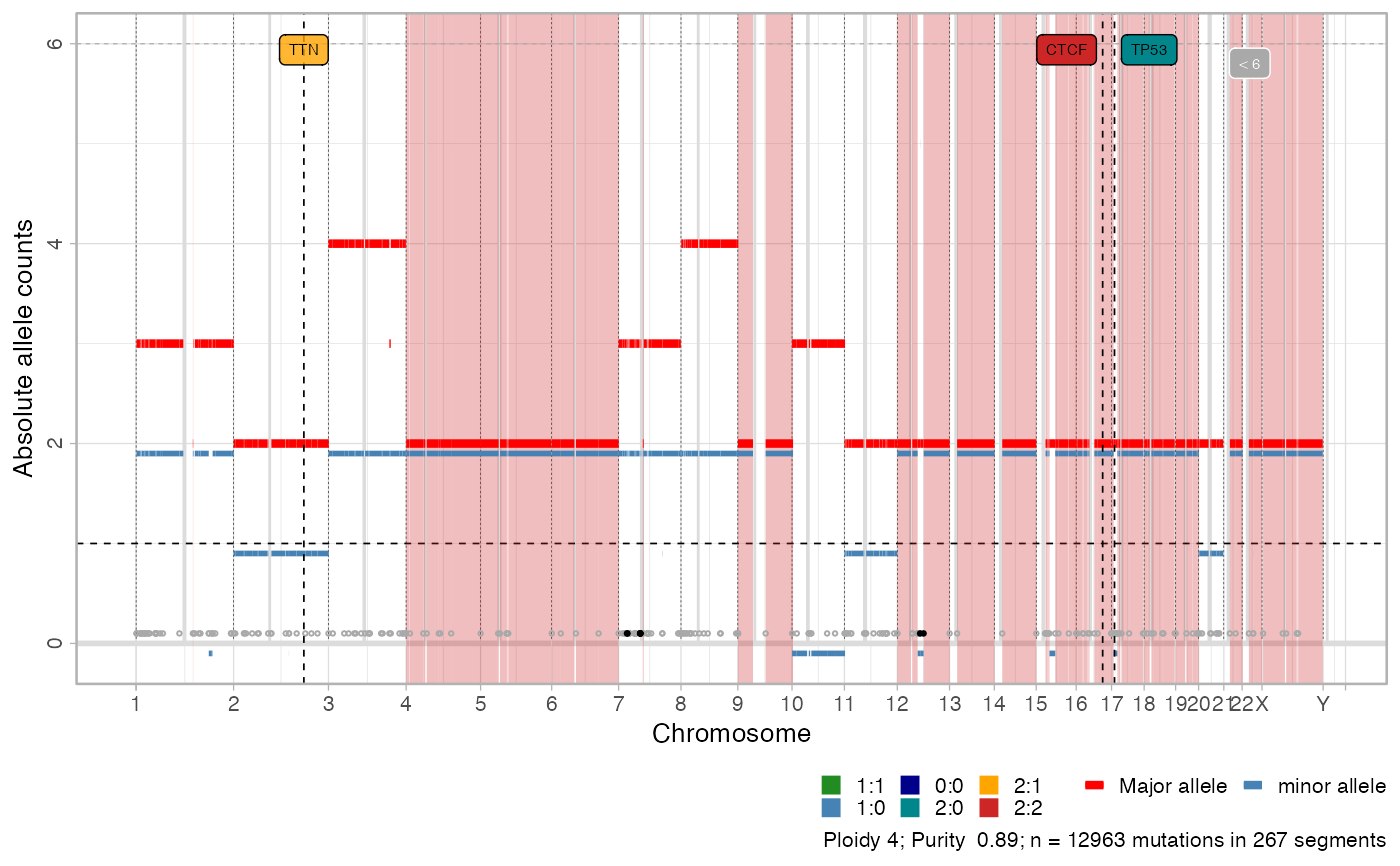 TTN CTCF TP53 < 6
6
4
2
0
Absolute allele counts
1 2 3 4 5 6 7 8 9 10 11 12 13 14 15 16 17 18 19 20 21 22 X Y
Chromosome
1:1 0:0 2:1 Major allele minor allele
1:0 2:0 2:2
Ploidy 4; Purity 0.89; n = 12963 mutations in 267 segments